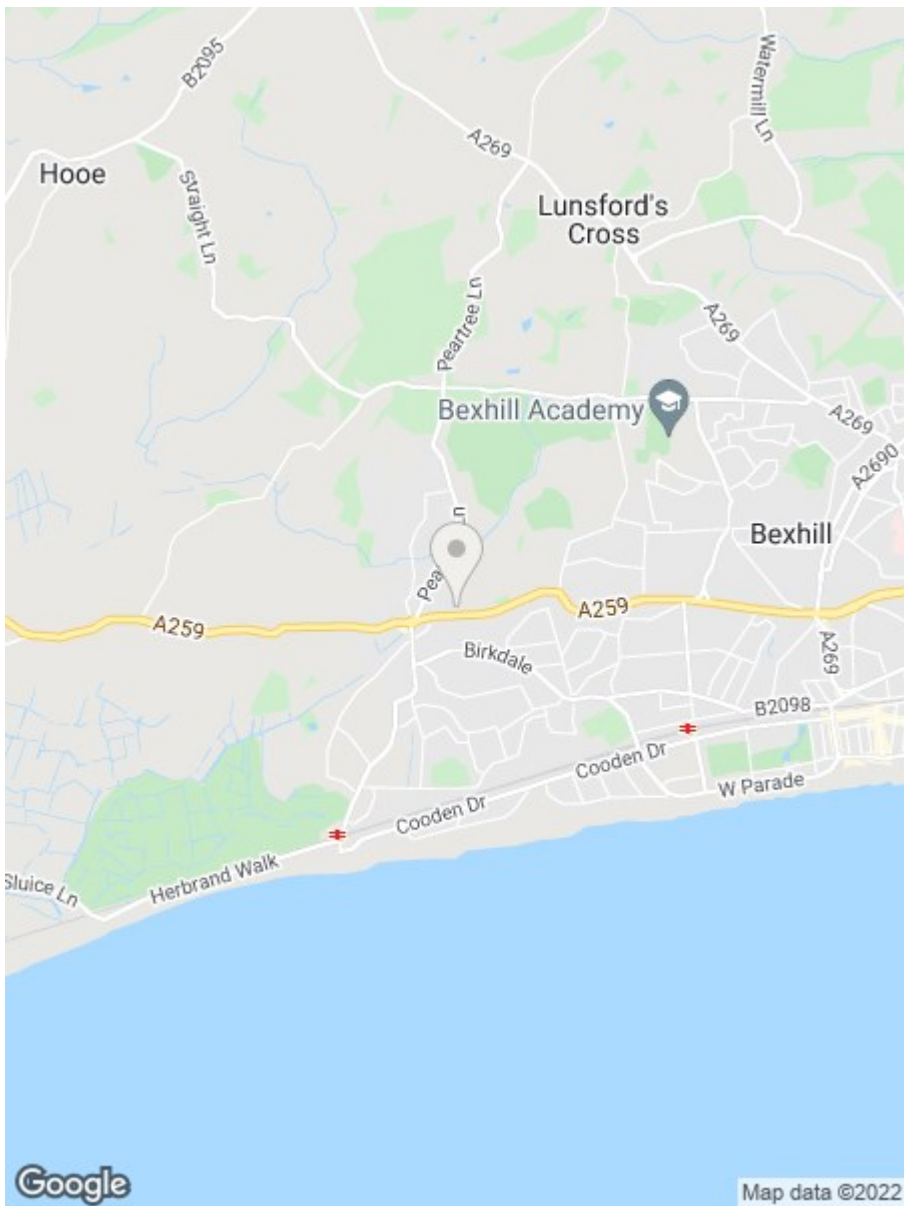 B2095
Watermill Ln
A269
Hooe
Straight Ln
Lunsford's
Cross
Peartree Ln
A269
Bexhill Academy
A269
A2690
Bexhill
A259
A259
Birkdale
A269
B2098
Cooden Dr
W Parade
Cooden Dr
Herbrand Walk
Sluice Ln
Google
Map data ©2022